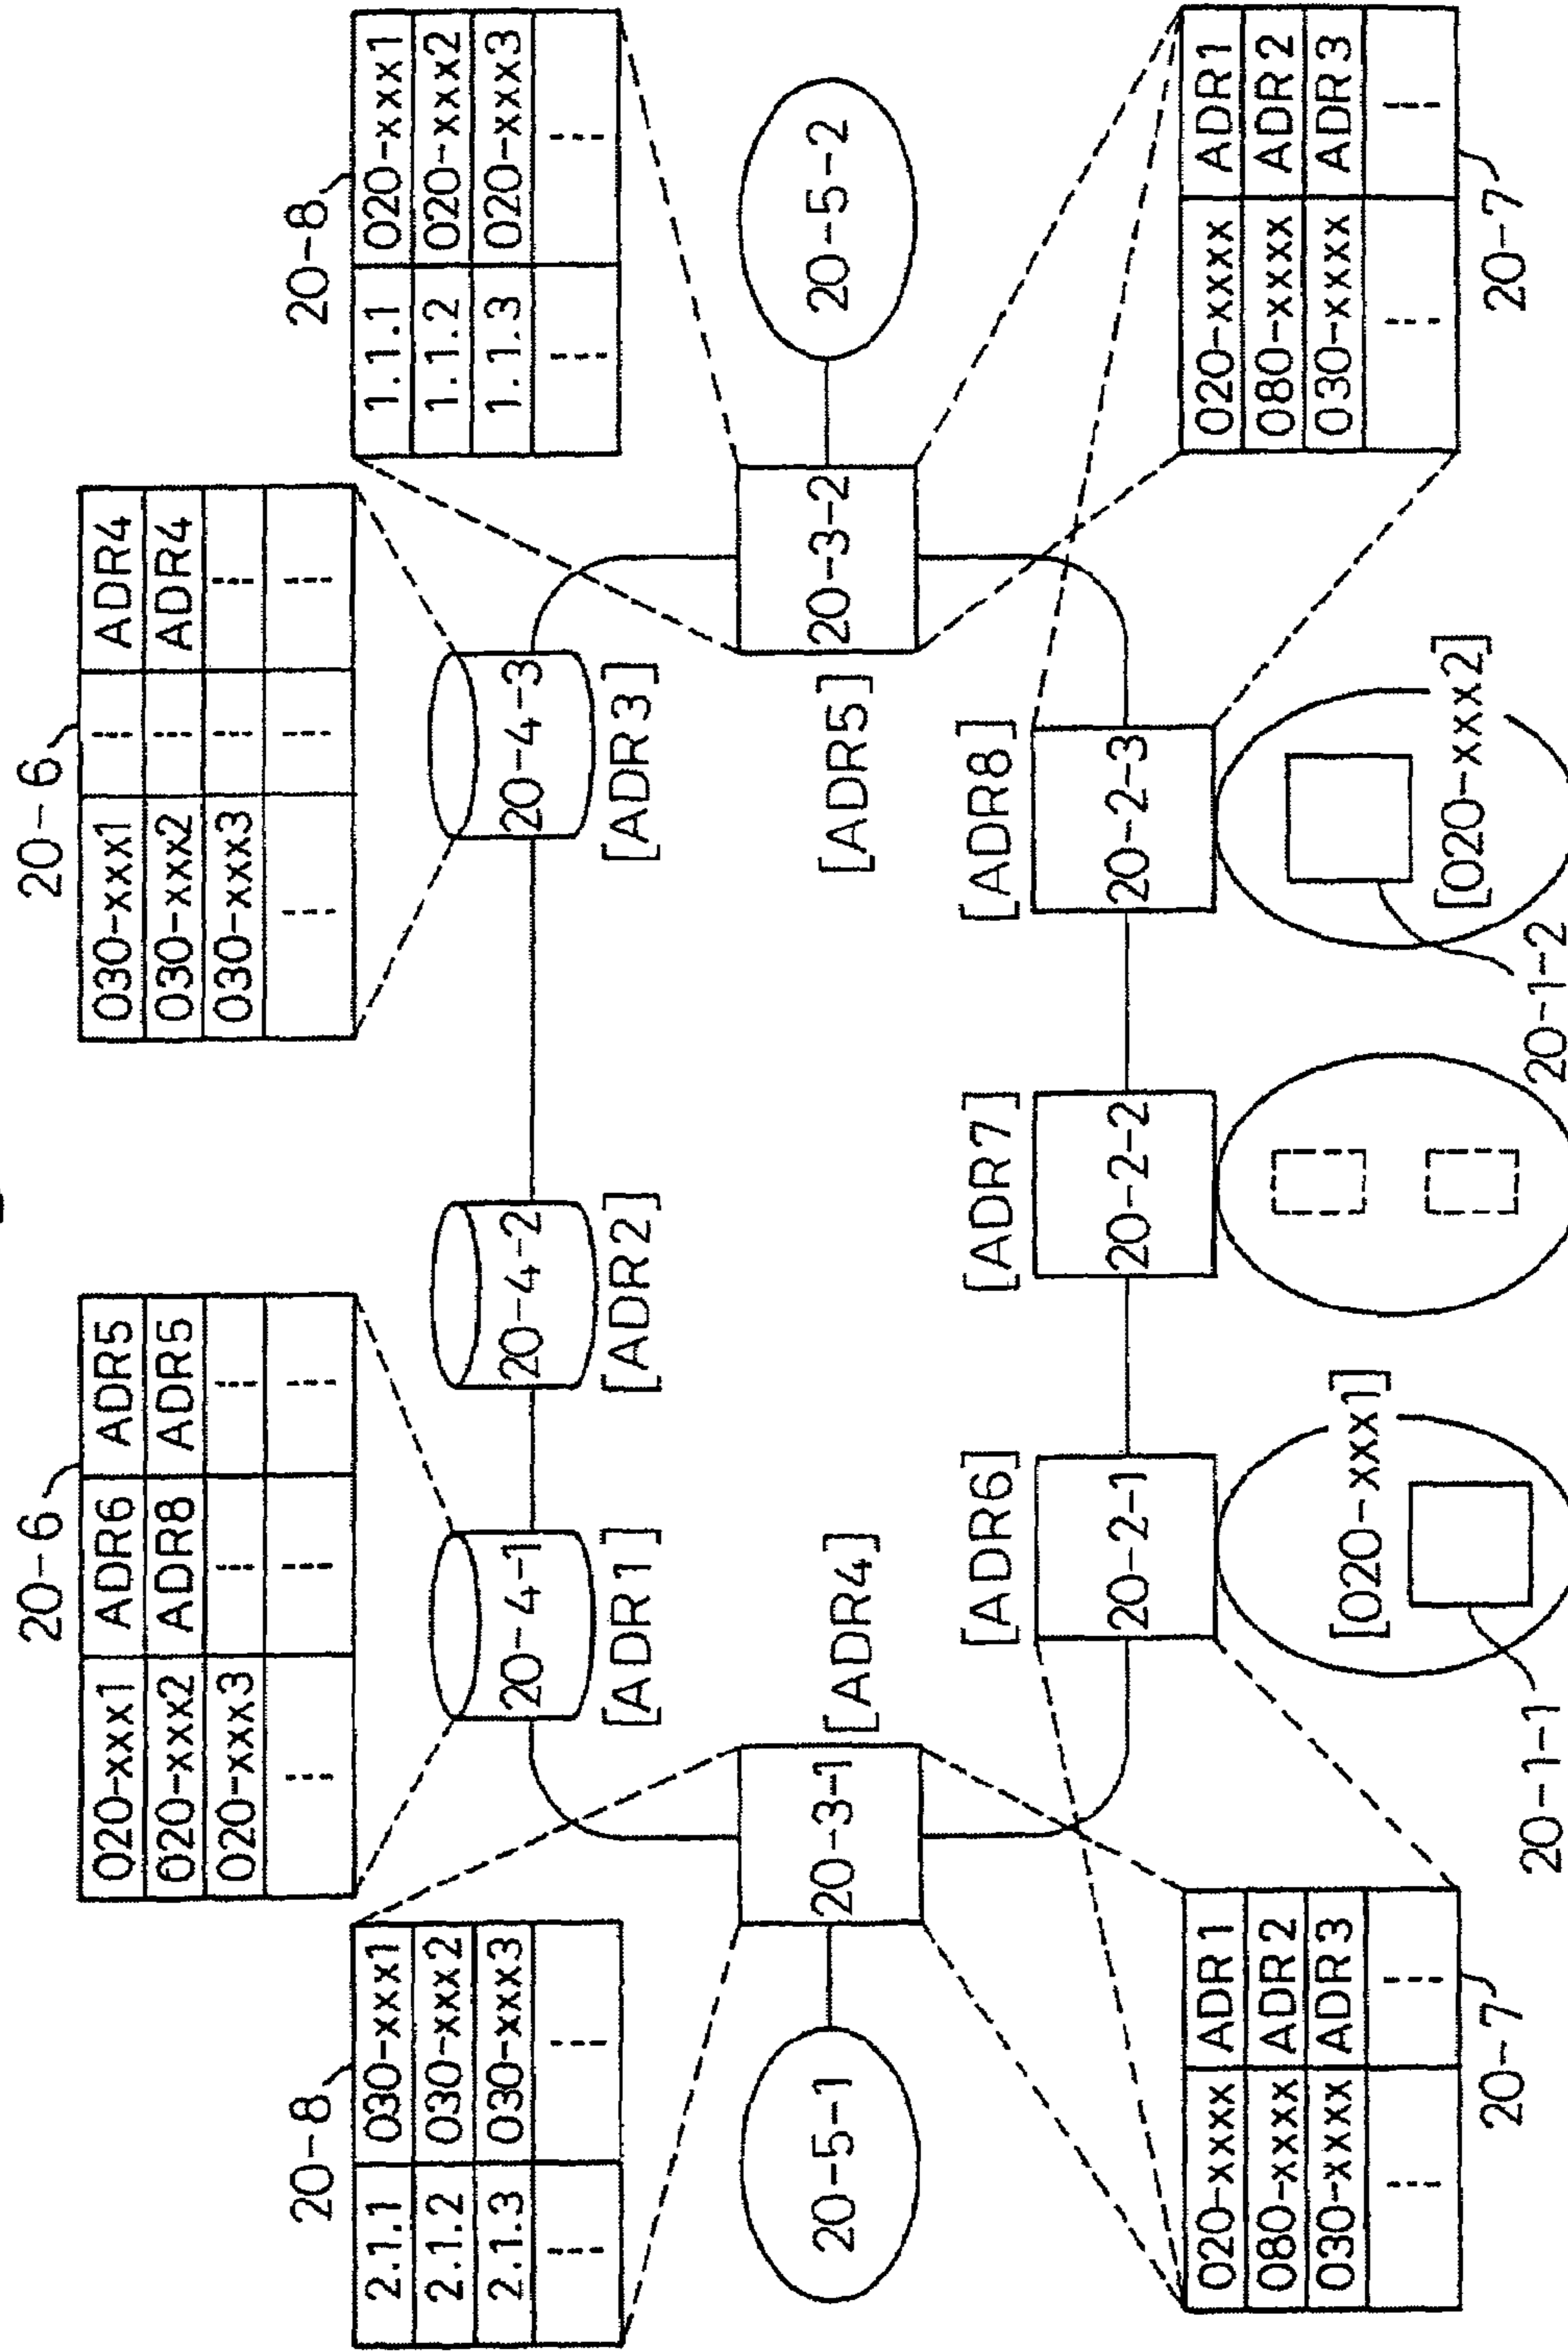 20-6
020-xxx1 ADR6 ADR5
020-xxx2 ADR8 ADR5
020-xxx3 --- ---
--- --- ---
20-6
030-xxx1 --- ADR4
030-xxx2 --- ADR4
030-xxx3 --- ---
--- --- ---
20-8
2.1.1 030-xxx1
2.1.2 030-xxx2
2.1.3 030-xxx3
--- ---
20-4-1
[ADR1]
20-4-2
[ADR2]
20-4-3
[ADR3]
20-8
1.1.1 020-xxx1
1.1.2 020-xxx2
1.1.3 020-xxx3
--- ---
20-5-1
20-3-1
[ADR4]
[ADR5]
20-3-2
20-5-2
[ADR6]
20-2-1
[ADR7]
20-2-2
[ADR8]
20-2-3
020-xxxx ADR1
080-xxxx ADR2
030-xxxx ADR3
--- ---
20-7
[020-xxx1]
20-1-1
[020-xxx2]
20-1-2
020-xxxx ADR1
080-xxxx ADR2
030-xxxx ADR3
--- ---
20-7